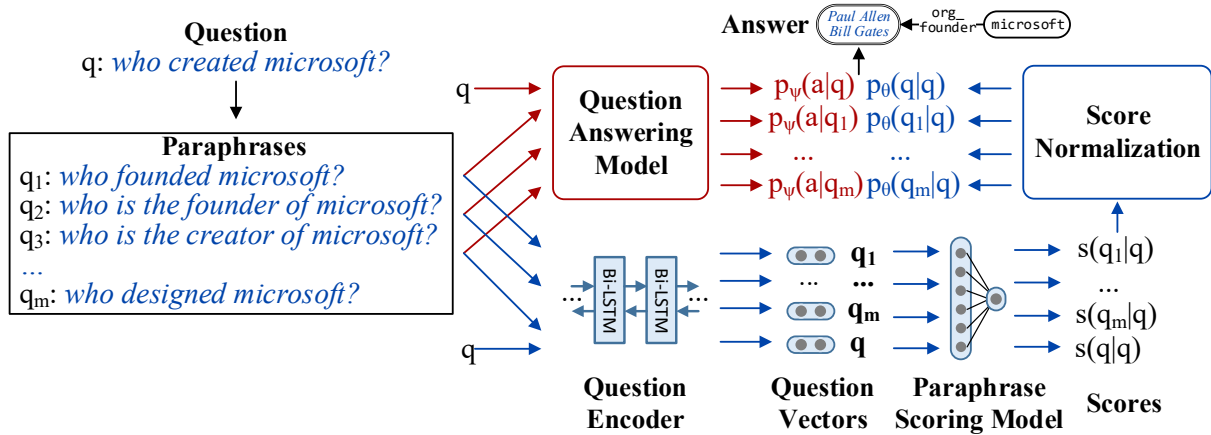 Question
q: who created microsoft?
Paraphrases
q1: who founded microsoft?
q2: who is the founder of microsoft?
q3: who is the creator of microsoft?
...
qm: who designed microsoft?
q
q
Question
Answering
Model
Answer
Paul Allen
Bill Gates
org_
founder
microsoft
pψ(a|q) pθ(q|q)
pψ(a|q1) pθ(q1|q)
... ...
pψ(a|qm) pθ(qm|q)
Score
Normalization
... Bi-LSTM Bi-LSTM ...
q1
... ...
qm
q
s(q1|q)
...
s(qm|q)
s(q|q)
Question
Encoder
Question
Vectors
Paraphrase
Scoring Model
Scores